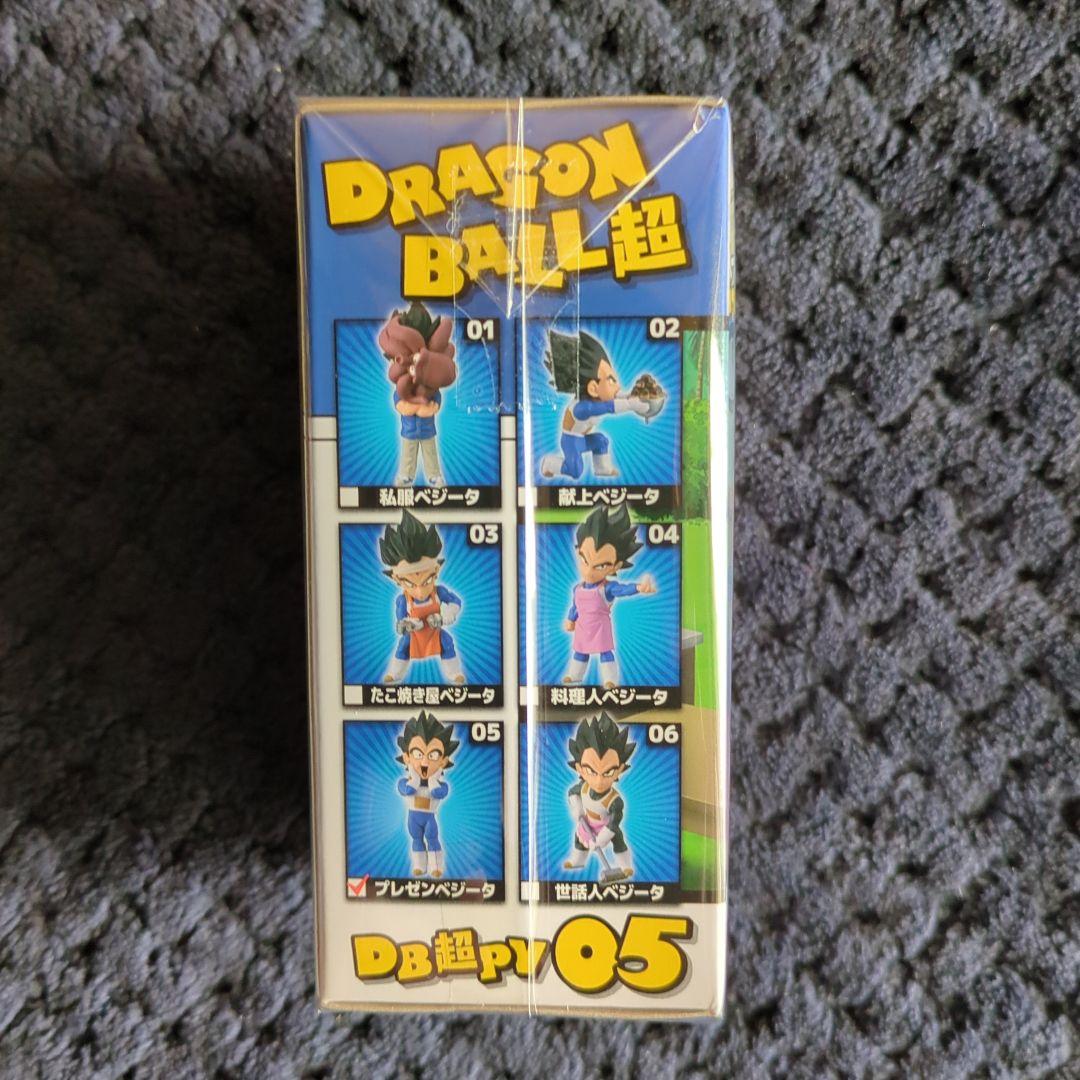 DRAGON
BALL超
01
02
私服ベジータ
献上ベジータ
03
04
たこ焼き屋ベジータ
料理人ベジータ
05
06
プレゼンベジータ
世話人ベジータ
DB超PV05